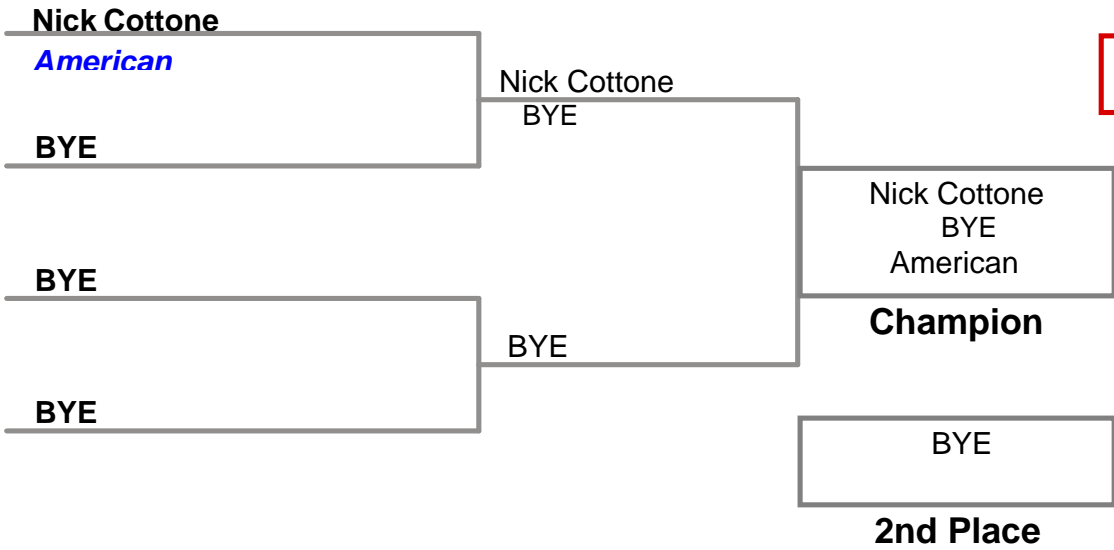 Nick Cottone
American
Nick Cottone
BYE
BYE
Nick Cottone
BYE
American
BYE
Champion
BYE
BYE
BYE
2nd Place